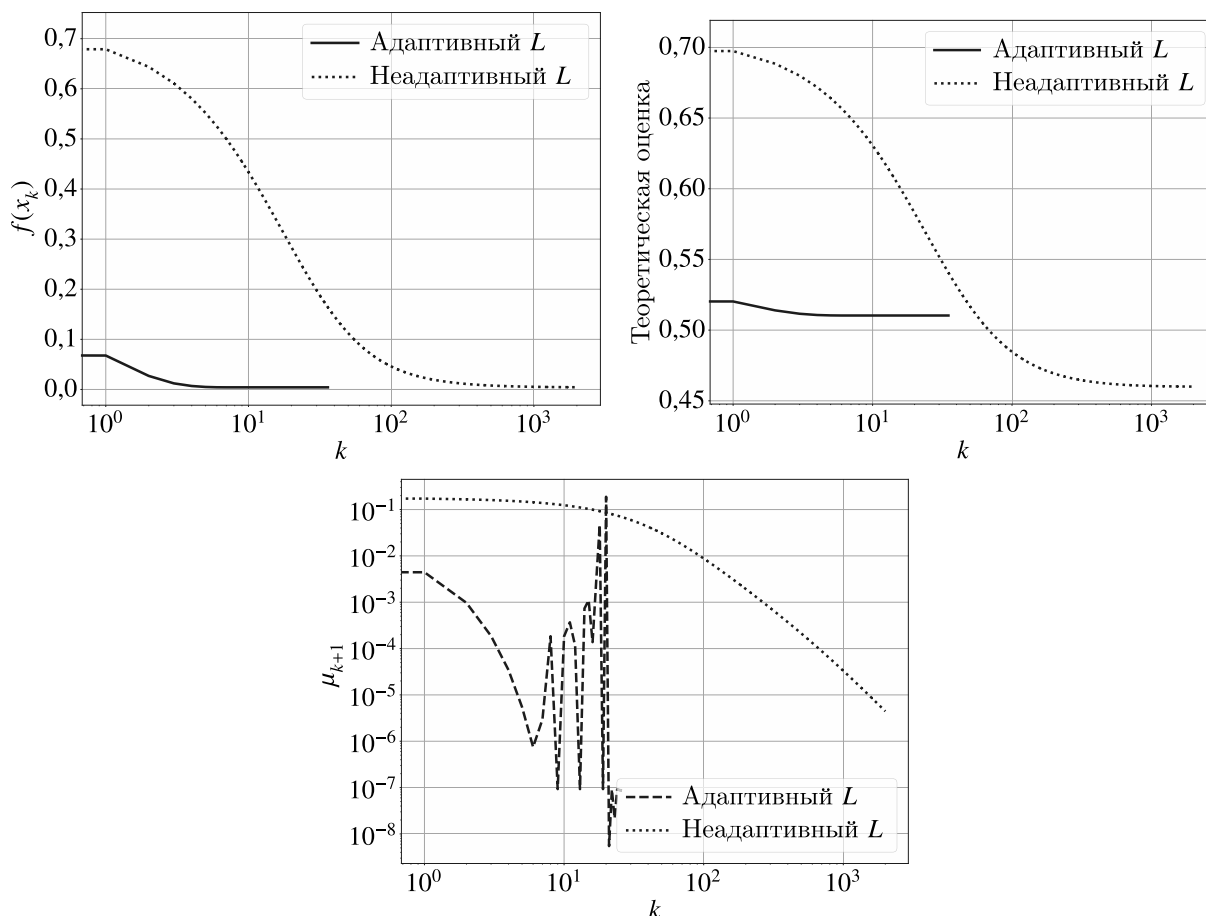 0,7
0,6
0,5
0,4
0,3
0,2
0,1
0,0
f(x_k)
Адаптивный L
Неадаптивный L
10^0
10^1
10^2
10^3
k
0,70
0,65
0,60
0,55
0,50
0,45
Теоретическая оценка
Адаптивный L
Неадаптивный L
10^0
10^1
10^2
10^3
k
10^−1
10^−2
10^−3
10^−4
10^−5
10^−6
10^−7
10^−8
μ_{k+1}
Адаптивный L
Неадаптивный L
10^0
10^1
10^2
10^3
k